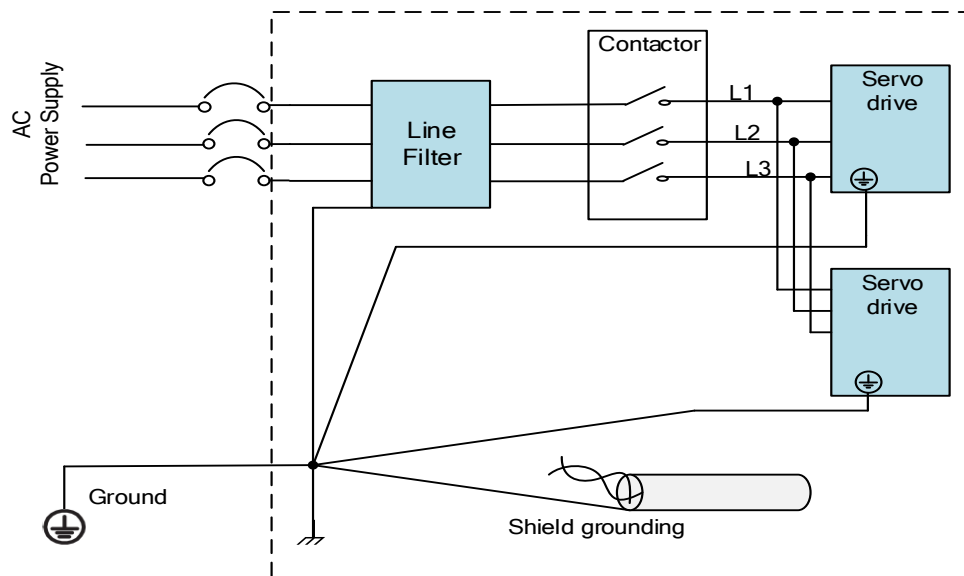 Contactor
AC
Power Supply
Line
Filter
L1
L2
L3
Servo
drive
Servo
drive
Ground
Shield grounding